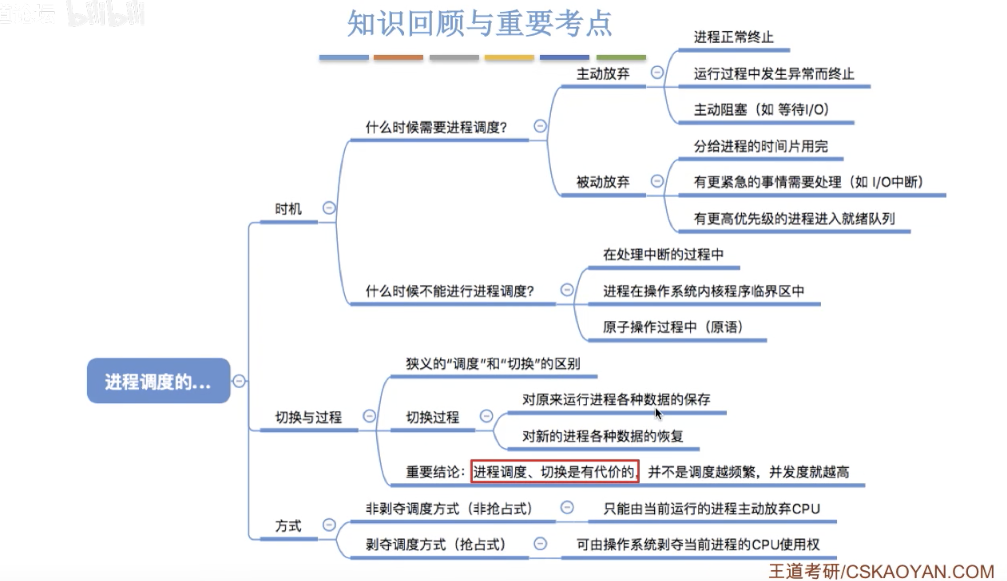 bilibili
知识回顾与重要考点
进程正常终止
主动放弃
运行过程中发生异常而终止
主动阻塞（如 等待I/O）
什么时候需要进程调度？
分给进程的时间片用完
被动放弃
有更紧急的事情需要处理（如 I/O中断）
有更高优先级的进程进入就绪队列
时机
在处理中断的过程中
什么时候不能进行进程调度？
进程在操作系统内核程序临界区中
原子操作过程中（原语）
进程调度的...
狭义的“调度”和“切换”的区别
切换与过程
切换过程
对原来运行进程各种数据的保存
对新的进程各种数据的恢复
重要结论：进程调度、切换是有代价的，并不是调度越频繁，并发度就越高
方式
非剥夺调度方式（非抢占式）
只能由当前运行的进程主动放弃CPU
剥夺调度方式（抢占式）
可由操作系统剥夺当前进程的CPU使用权
王道考研/CSKAOYAN.COM